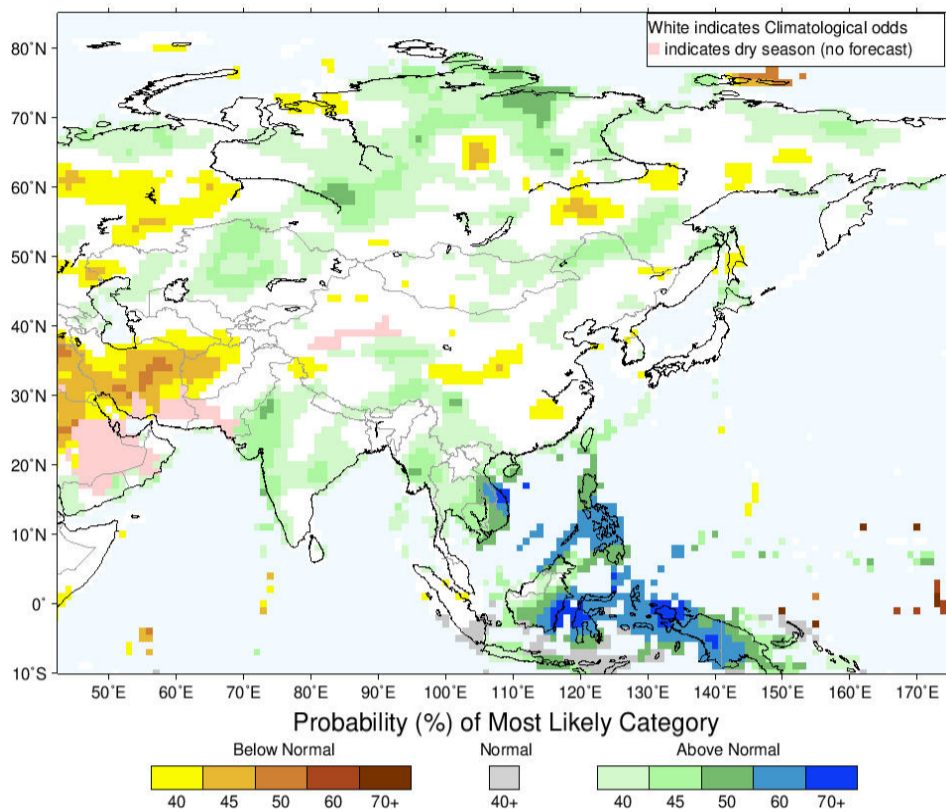 White indicates Climatological odds
indicates dry season (no forecast)
80°N
70°N
60°N
50°N
40°N
30°N
20°N
10°N
0°
10°S
50°E 60°E 70°E 80°E 90°E 100°E 110°E 120°E 130°E 140°E 150°E 160°E 170°E
Probability (%) of Most Likely Category
Below Normal Normal Above Normal
40 45 50 60 70+ 40+ 40 45 50 60 70+